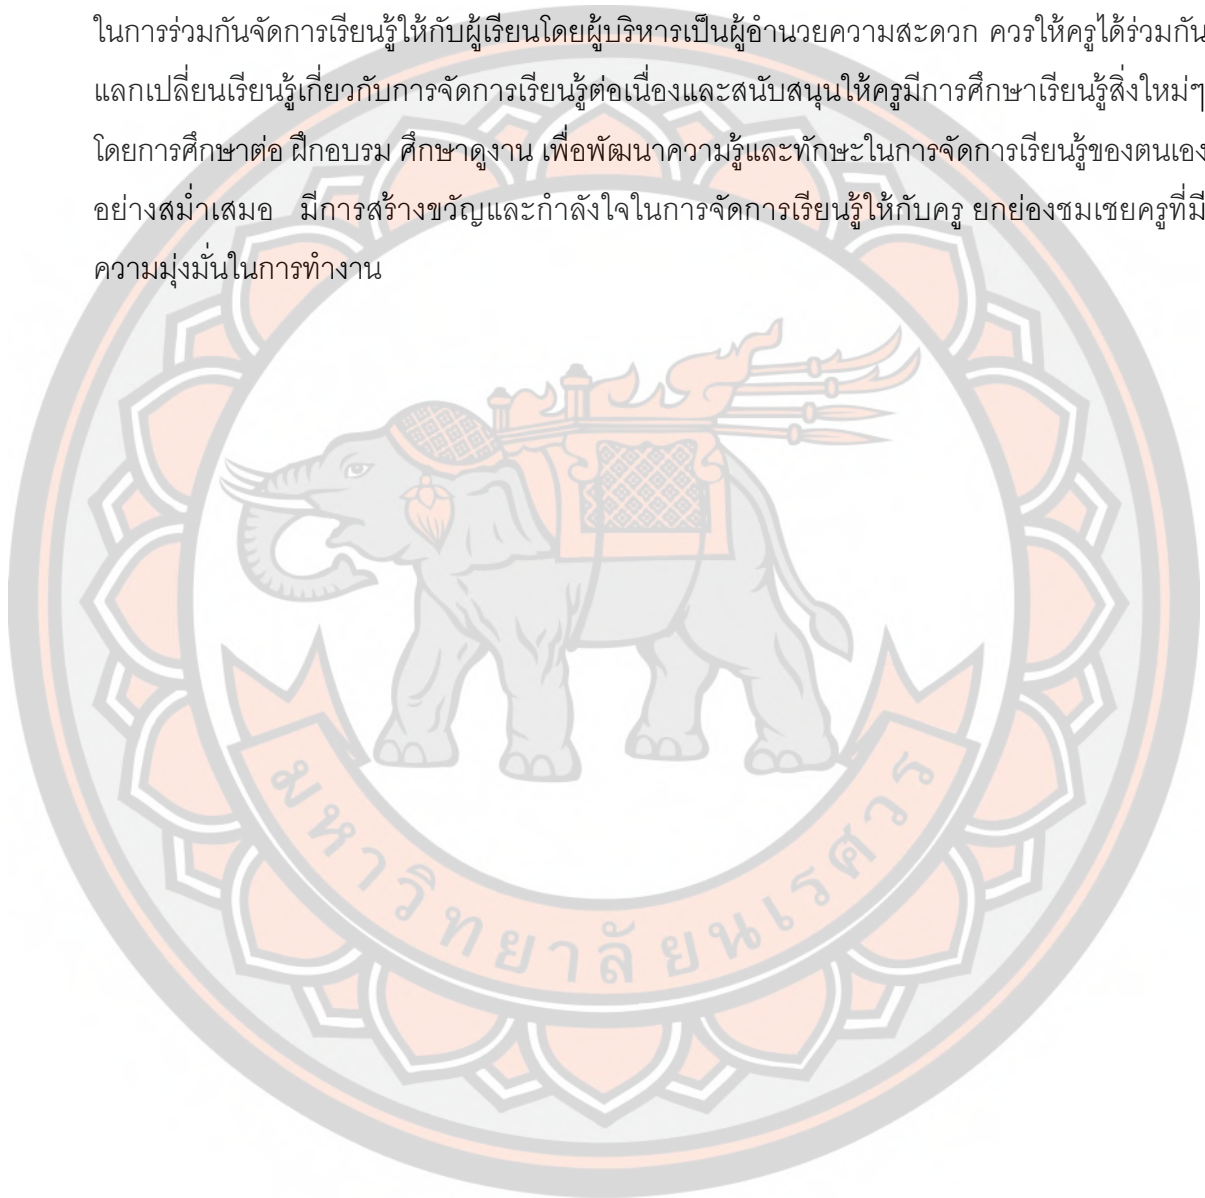 ในการร่วมกันจัดการเรียนรู้ให้กับผู้เรียนโดยผู้บริหารเป็นผู้อำนวยความสะดวก ควรให้ครูได้ร่วมกัน
แลกเปลี่ยนเรียนรู้เกี่ยวกับการจัดการเรียนรู้ต่อเนื่องและสนับสนุนให้ครูมีการศึกษาเรียนรู้สิ่งใหม่ๆ
โดยการศึกษาต่อ ฝึกอบรม ศึกษาดูงาน เพื่อพัฒนาความรู้และทักษะในการจัดการเรียนรู้ของตนเอง
อย่างสม่ำเสมอ มีการสร้างขวัญและกำลังใจในการจัดการเรียนรู้ให้กับครู ยกย่องชมเชยครูที่มี
ความมุ่งมั่นในการทำงาน
มหาวิทยาลัยนเรศวร